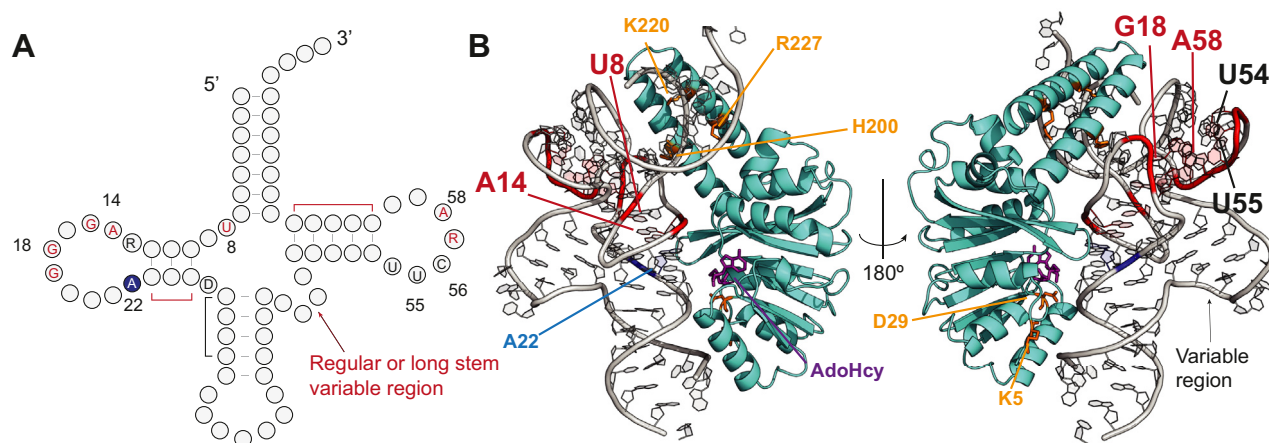 A
3’
5’
14
G
A
R
18
G
G
A
22
U
8
D
A
58
R
C
U
U
55
56
Regular or long stem
variable region
B
K220
R227
U8
H200
A14
A22
AdoHcy
180º
G18
A58
U54
U55
D29
K5
Variable
region